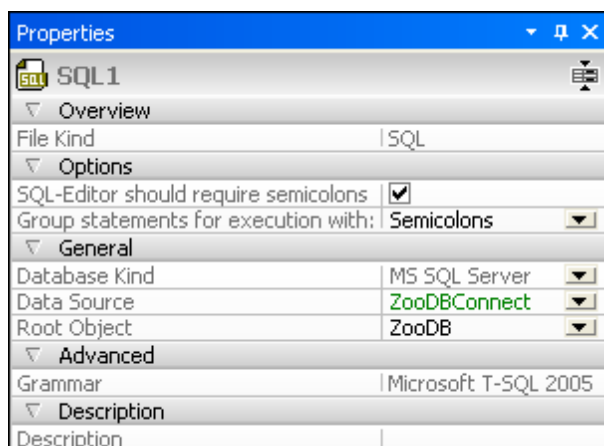 Properties
SQL1
Overview
File Kind SQL
Options
SQL-Editor should require semicolons
Group statements for execution with: Semicolons
General
Database Kind MS SQL Server
Data Source ZooDBConnect
Root Object ZooDB
Advanced
Grammar Microsoft T-SQL 2005
Description
Description